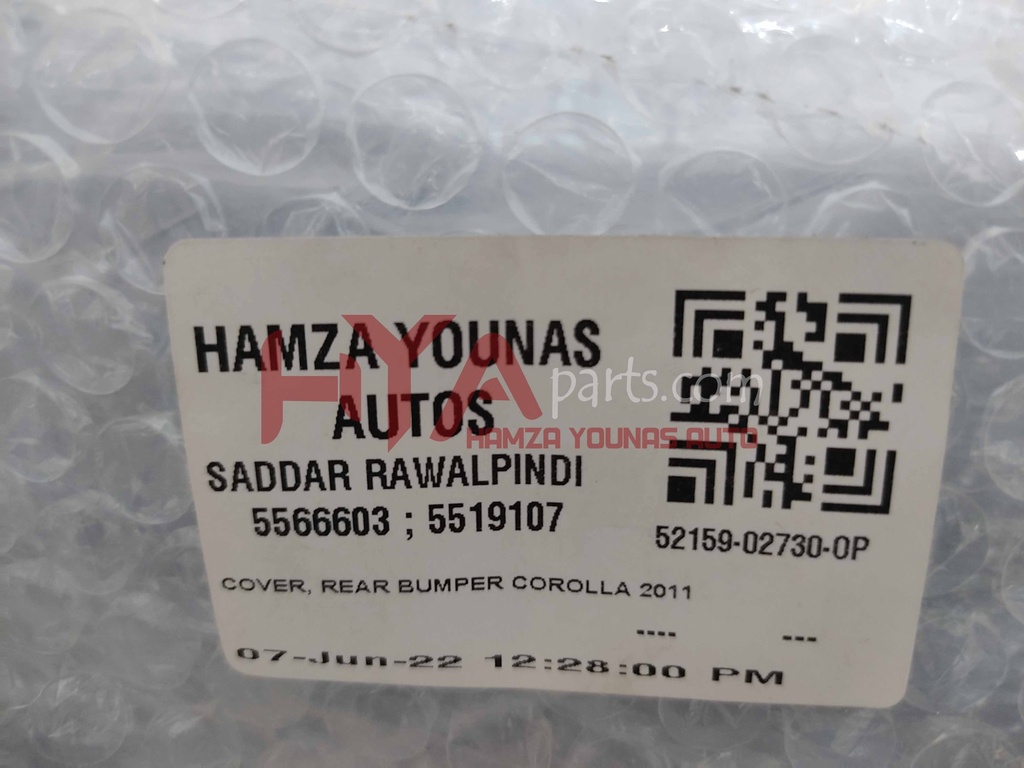 HAMZA YOUNAS
AUTOS
SADDAR RAWALPINDI
5566603 ; 5519107
52159-02730-OP
COVER, REAR BUMPER COROLLA 2011
---- ---
07-Jun-22 12:28:00 PM
HYA parts.com
HAMZA YOUNAS AUTO